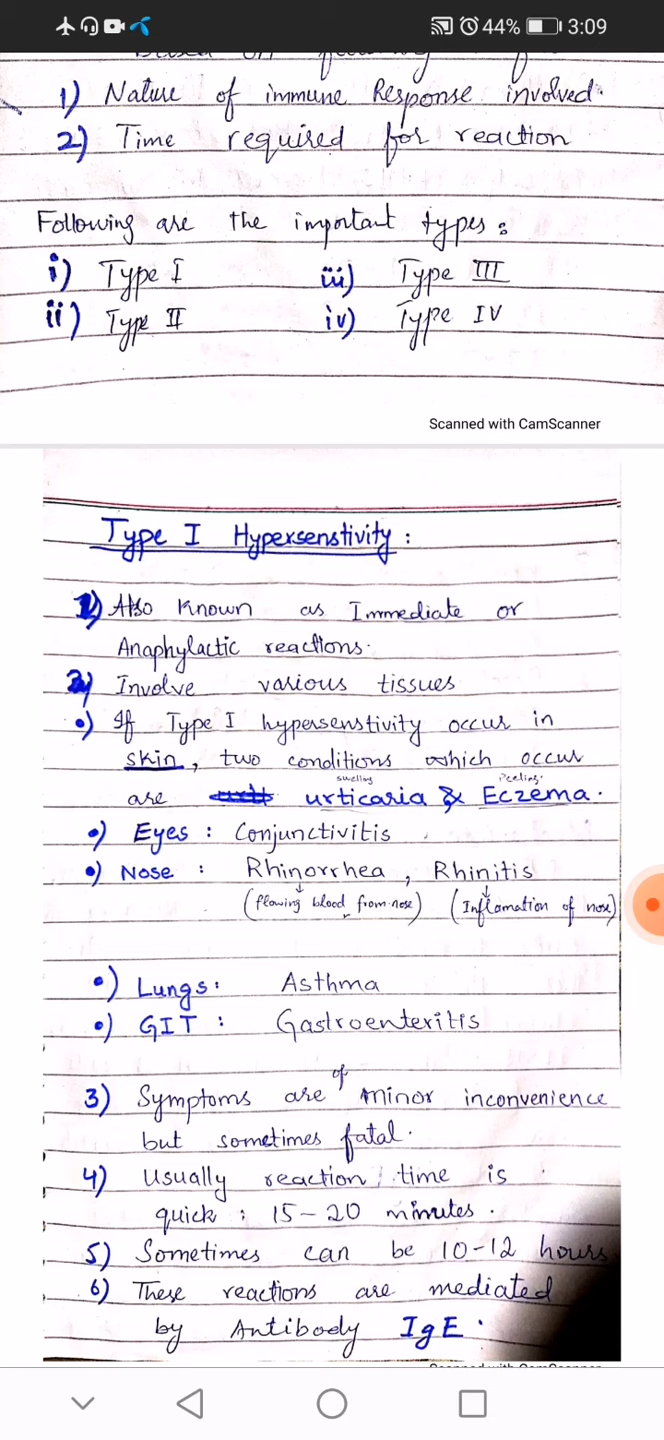 44% 3:09
1) Nature of immune Response involved.
2) Time required for reaction
Following are the important types:
i) Type I iii) Type III
ii) Type II iv) Type IV
Scanned with CamScanner
Type I Hypersenstivity:
1) Also Known as Immediate or
Anaphylactic reactions.
2) Involve various tissues
•) If Type I hypersenstivity occur in
skin, two conditions which occur
swelling Peeling.
are urticaria & Eczema.
•) Eyes: Conjunctivitis
•) Nose : Rhinorrhea, Rhinitis
(flowing blood from nose) (Inflamation of nose)
•) Lungs: Asthma
•) GIT : Gastroenteritis
3) Symptoms are of minor inconvenience
but sometimes fatal.
4) Usually reaction time is
quick : 15-20 minutes.
5) Sometimes can be 10-12 hours
6) These reactions are mediated
by Antibody IgE.